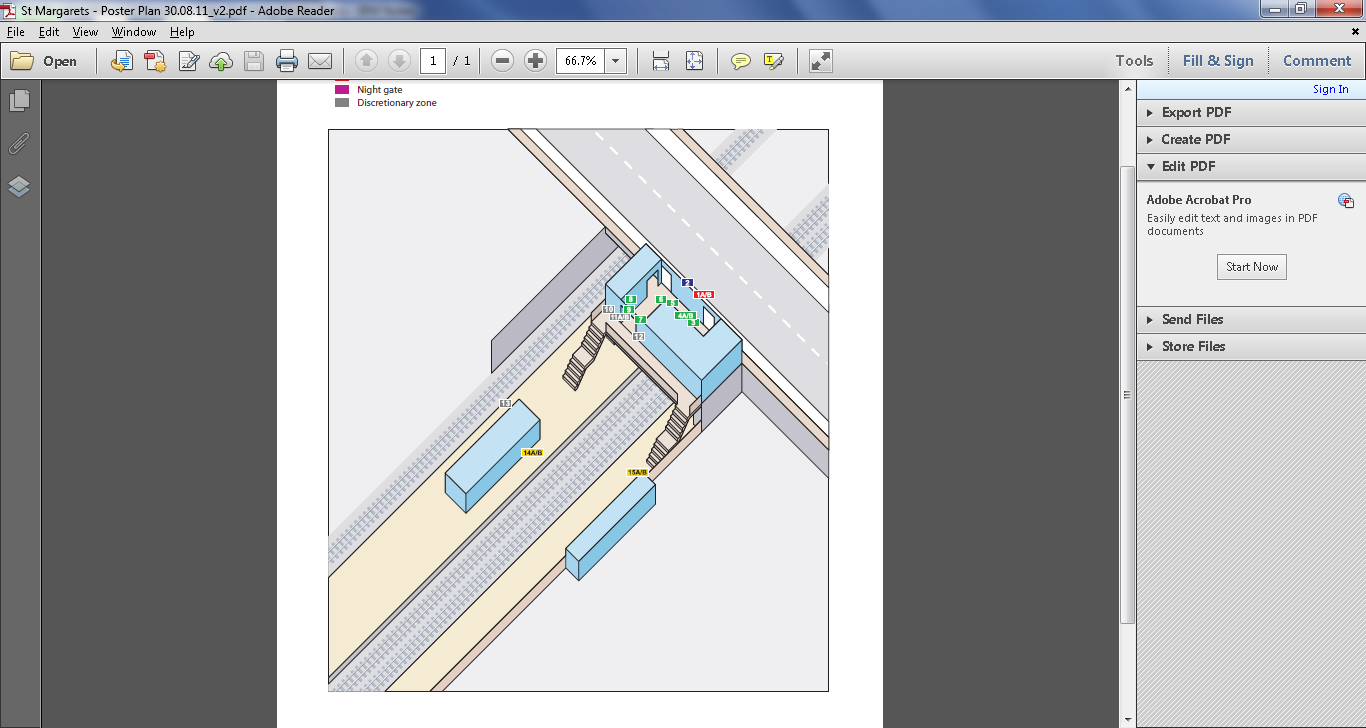 St Margarets - Poster Plan 30.08.11_v2.pdf - Adobe Reader
File Edit View Window Help
Open
1 / 1
66.7%
Tools
Fill & Sign
Comment
Sign In
Export PDF
Create PDF
Edit PDF
Adobe Acrobat Pro
Easily edit text and images in PDF
documents
Start Now
Send Files
Store Files
Night gate
Discretionary zone
2
1A/B
6
5
4A/B
3
7
10
11A/B
12
13
14A/B
15A/B